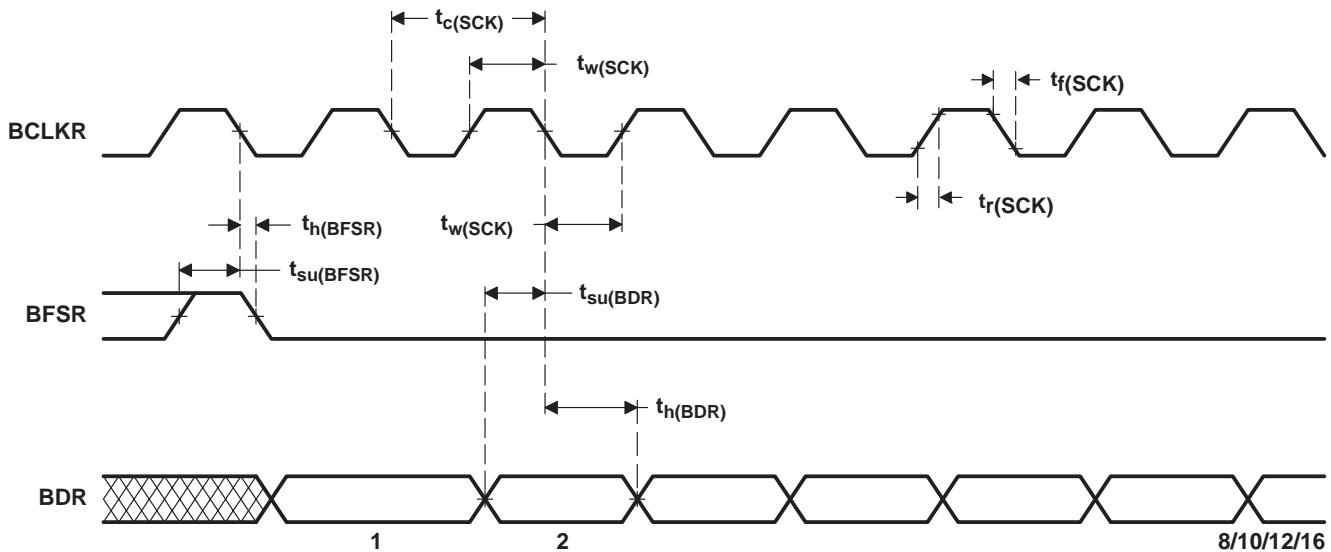 tc(SCK)
tw(SCK)
tf(SCK)
BCLKR
tr(SCK)
th(BFSR)
tw(SCK)
tsu(BFSR)
tsu(BDR)
BFSR
th(BDR)
BDR
1 2 8/10/12/16